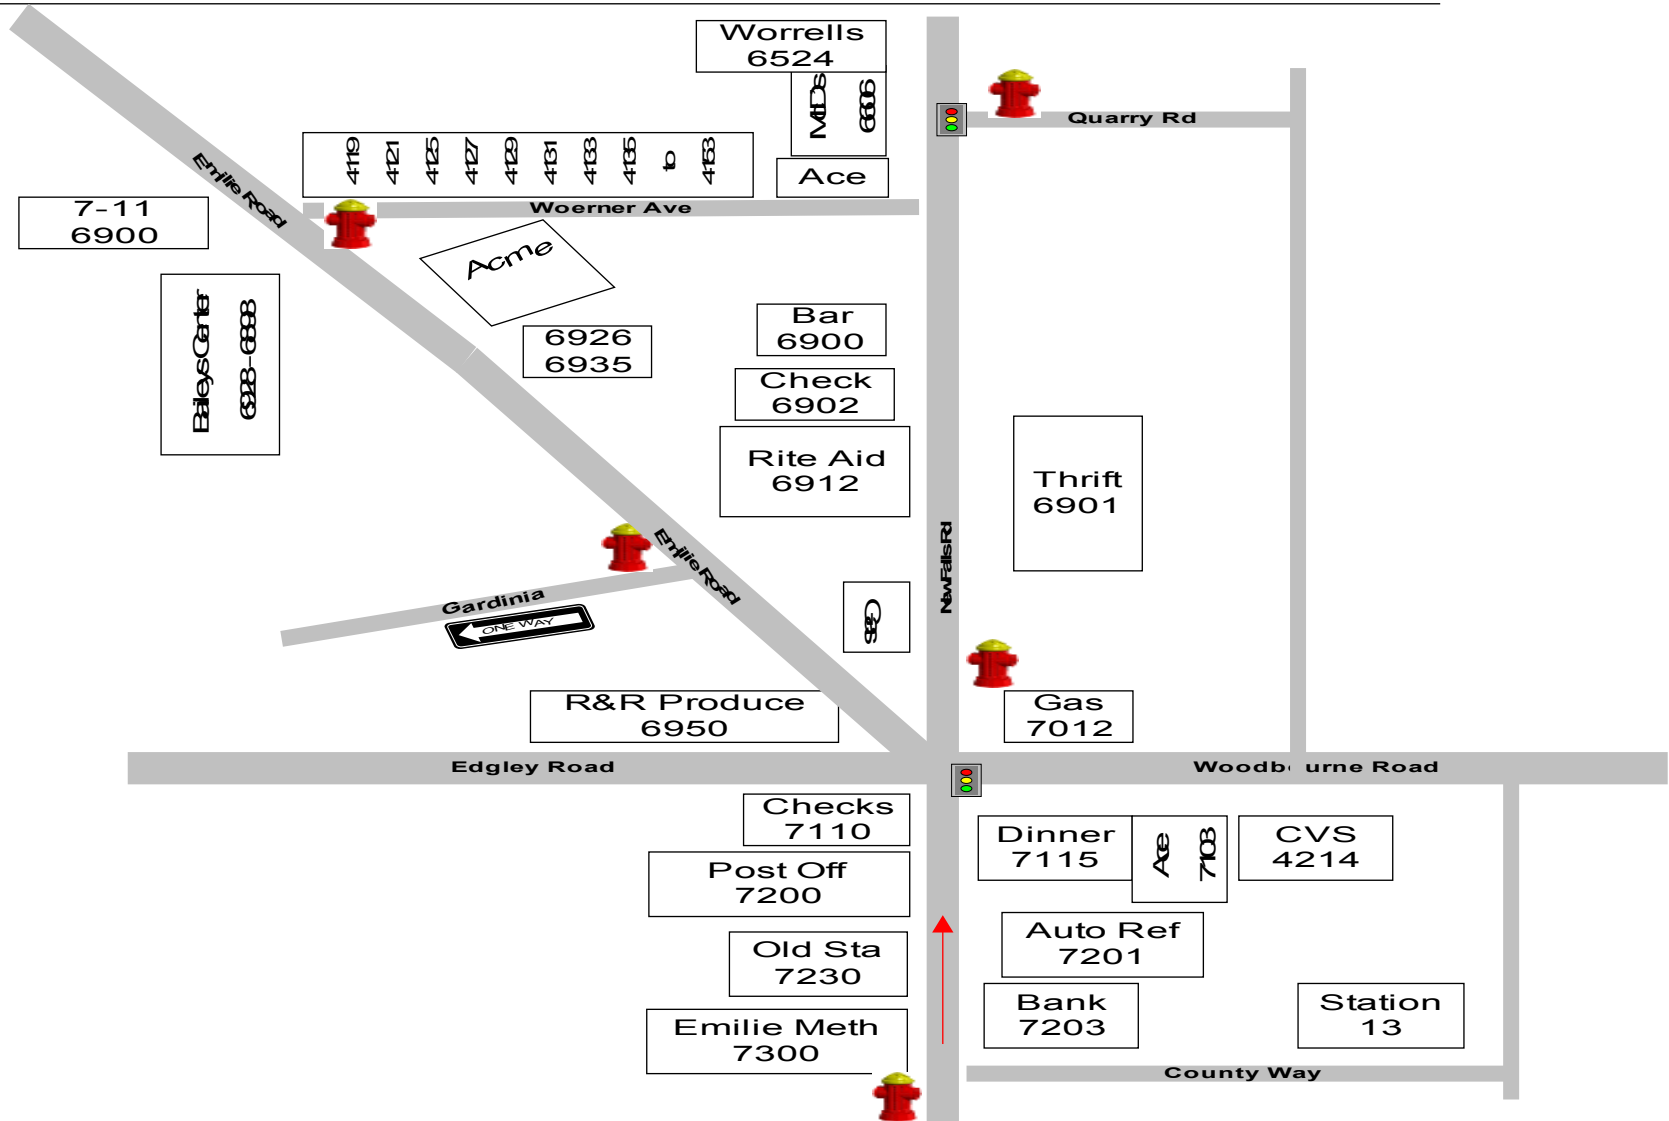 Worrells
6524
McD's
6606
Quarry Rd
4119
4121
4125
4127
4129
4131
4133
4135
to
4153
Emilie Road
Ace
7-11
6900
Woerner Ave
Acme
Baileys Center
6928-6898
Bar
6900
6926
6935
Check
6902
Rite Aid
6912
Thrift
6901
Emilie Road
New Falls Rd
Gardinia
ONE WAY
Gas
R&R Produce
6950
Gas
7012
Edgley Road
Woodbourne Road
Checks
7110
Dinner
7115
Ace
7103
CVS
4214
Post Off
7200
Auto Ref
7201
Old Sta
7230
Bank
7203
Station
13
Emilie Meth
7300
County Way